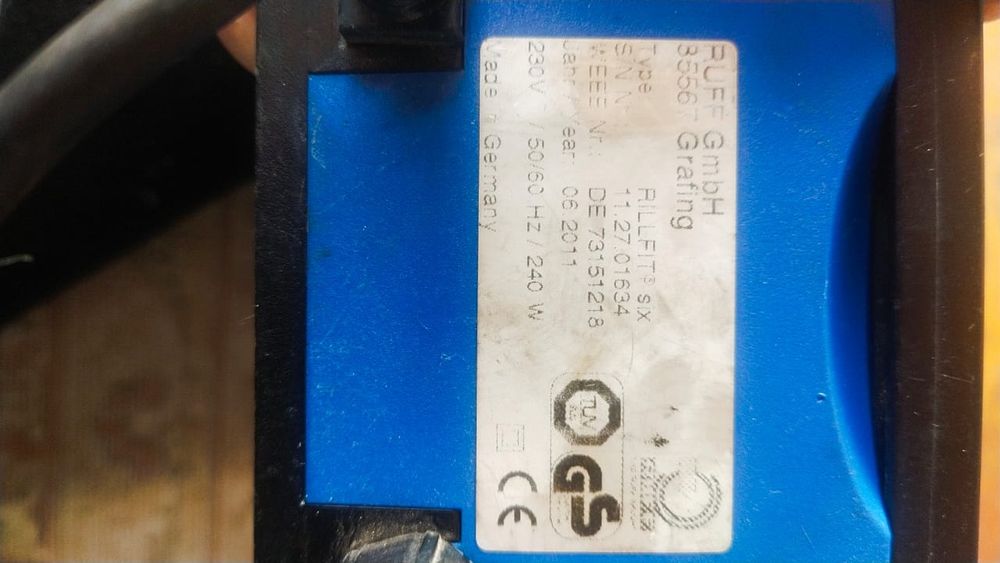 RUFF GmbH
85567 Grafing
Type RILLFIT® six
S/N Nr. 11.27.01634
WEEE Nr.: DE 73151218
Jahr/Year: 06.2011
230V / 50/60 Hz / 240 W
Made in Germany
TÜV
GS
CE